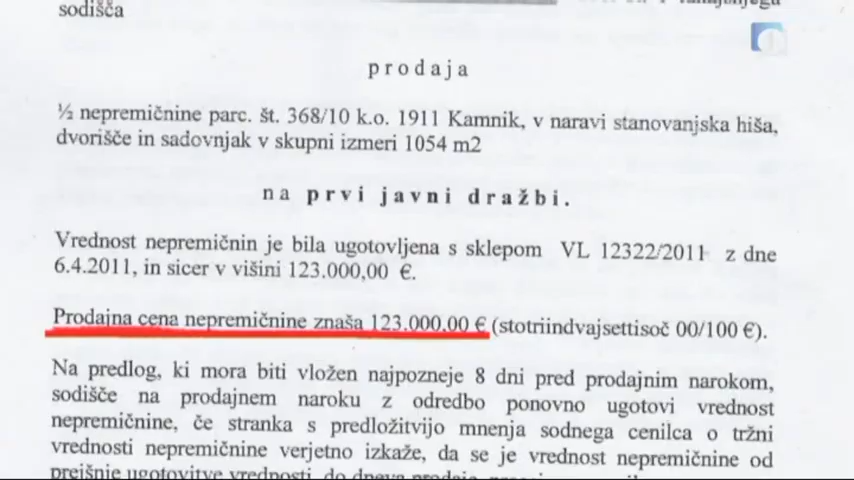 sodišča
prodaja
½ nepremičnine parc. št. 368/10 k.o. 1911 Kamnik, v naravi stanovanjska hiša,
dvorišče in sadovnjak v skupni izmeri 1054 m2
na prvi javni dražbi.
Vrednost nepremičnin je bila ugotovljena s sklepom VL 12322/2011 z dne
6.4.2011, in sicer v višini 123.000,00 €.
Prodajna cena nepremičnine znaša 123.000,00 € (stotriindvajsettisoč 00/100 €).
Na predlog, ki mora biti vložen najpozneje 8 dni pred prodajnim narokom,
sodišče na prodajnem naroku z odredbo ponovno ugotovi vrednost
nepremičnine, če stranka s predložitvijo mnenja sodnega cenilca o tržni
vrednosti nepremičnine verjetno izkaže, da se je vrednost nepremičnine od
prejšnje ugotovitve vrednosti do dneva prodaje